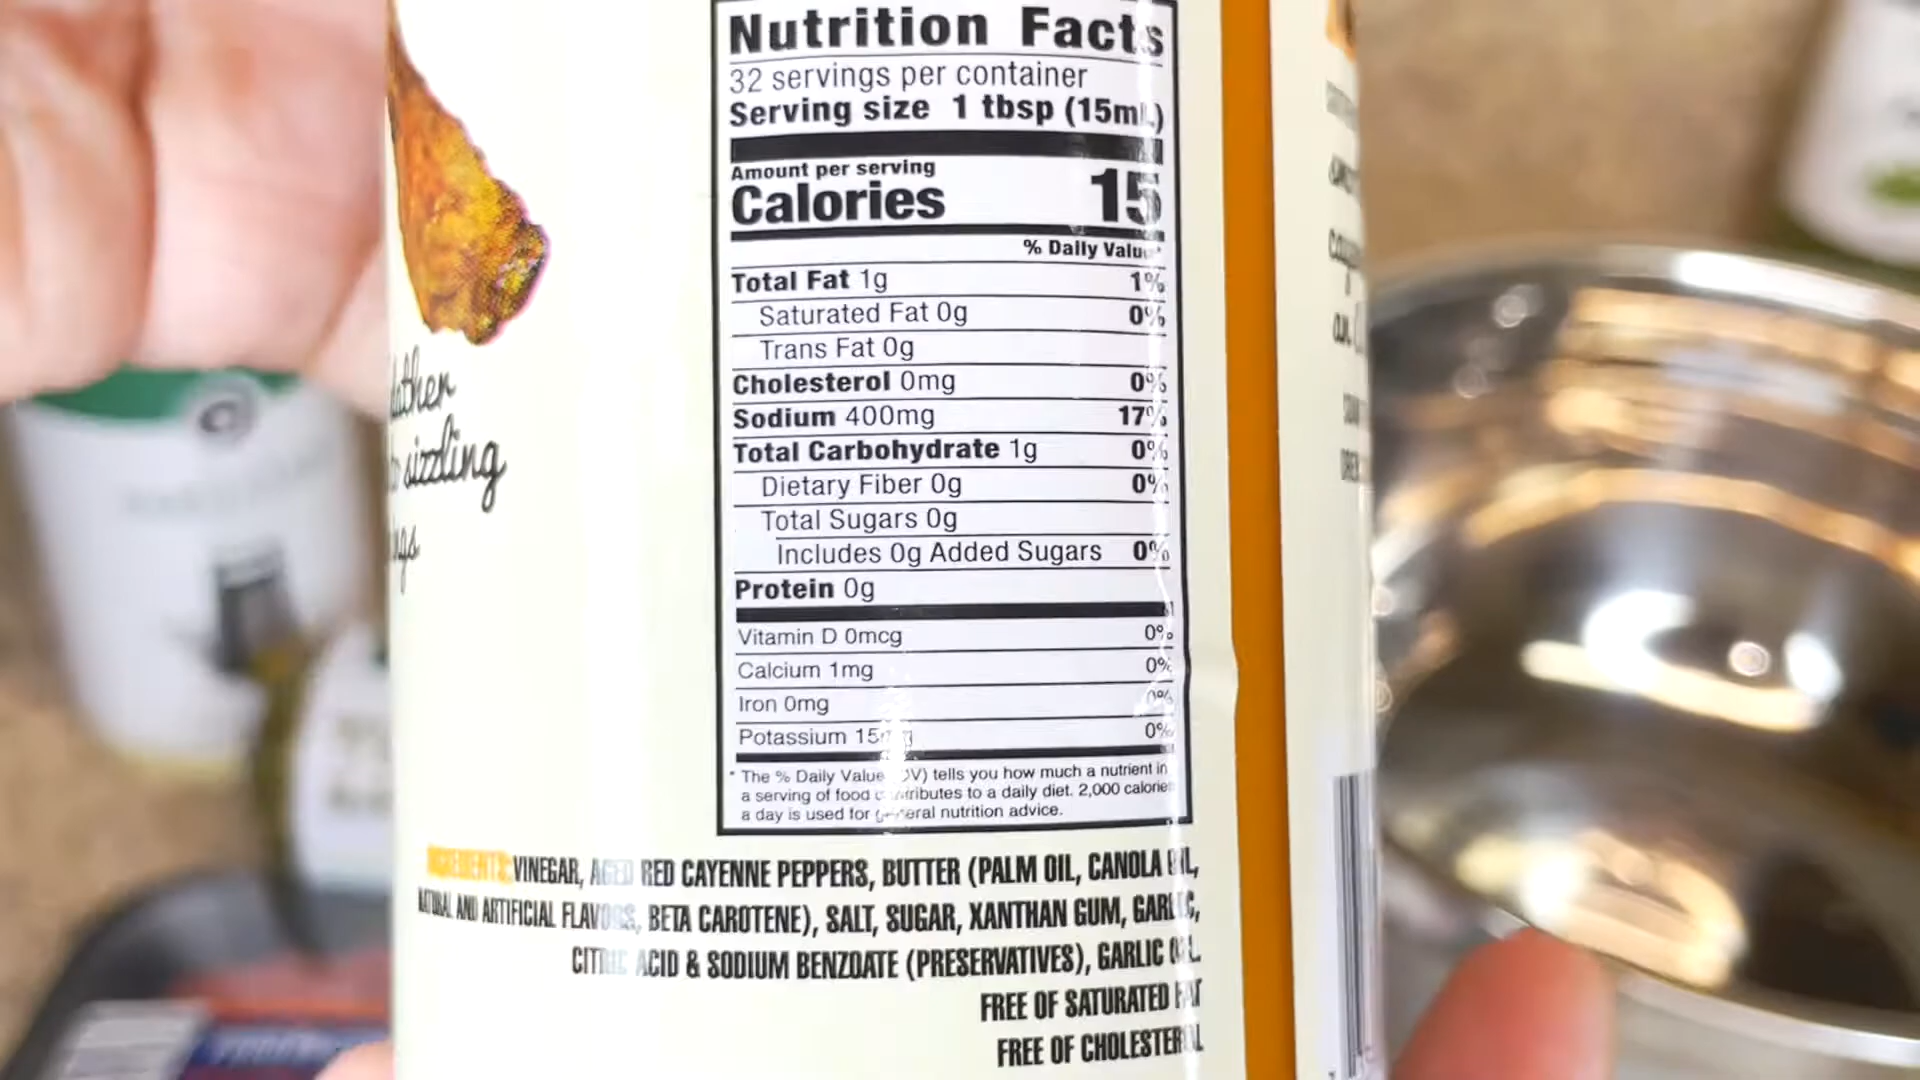 Nutrition Facts
32 servings per container
Serving size 1 tbsp (15mL)
Amount per serving
Calories 15
% Daily Value*
Total Fat 1g 1%
Saturated Fat 0g 0%
Trans Fat 0g
Cholesterol 0mg 0%
Sodium 400mg 17%
Total Carbohydrate 1g 0%
Dietary Fiber 0g 0%
Total Sugars 0g
Includes 0g Added Sugars 0%
Protein 0g
Vitamin D 0mcg 0%
Calcium 1mg 0%
Iron 0mg 0%
Potassium 15mg 0%
* The % Daily Value (DV) tells you how much a nutrient in
a serving of food contributes to a daily diet. 2,000 calories
a day is used for general nutrition advice.
INGREDIENTS: VINEGAR, AGED RED CAYENNE PEPPERS, BUTTER (PALM OIL, CANOLA OIL,
NATURAL AND ARTIFICIAL FLAVORS, BETA CAROTENE), SALT, SUGAR, XANTHAN GUM, GARLIC,
CITRIC ACID & SODIUM BENZOATE (PRESERVATIVES), GARLIC OIL.
FREE OF SATURATED FAT
FREE OF CHOLESTEROL
sizzling